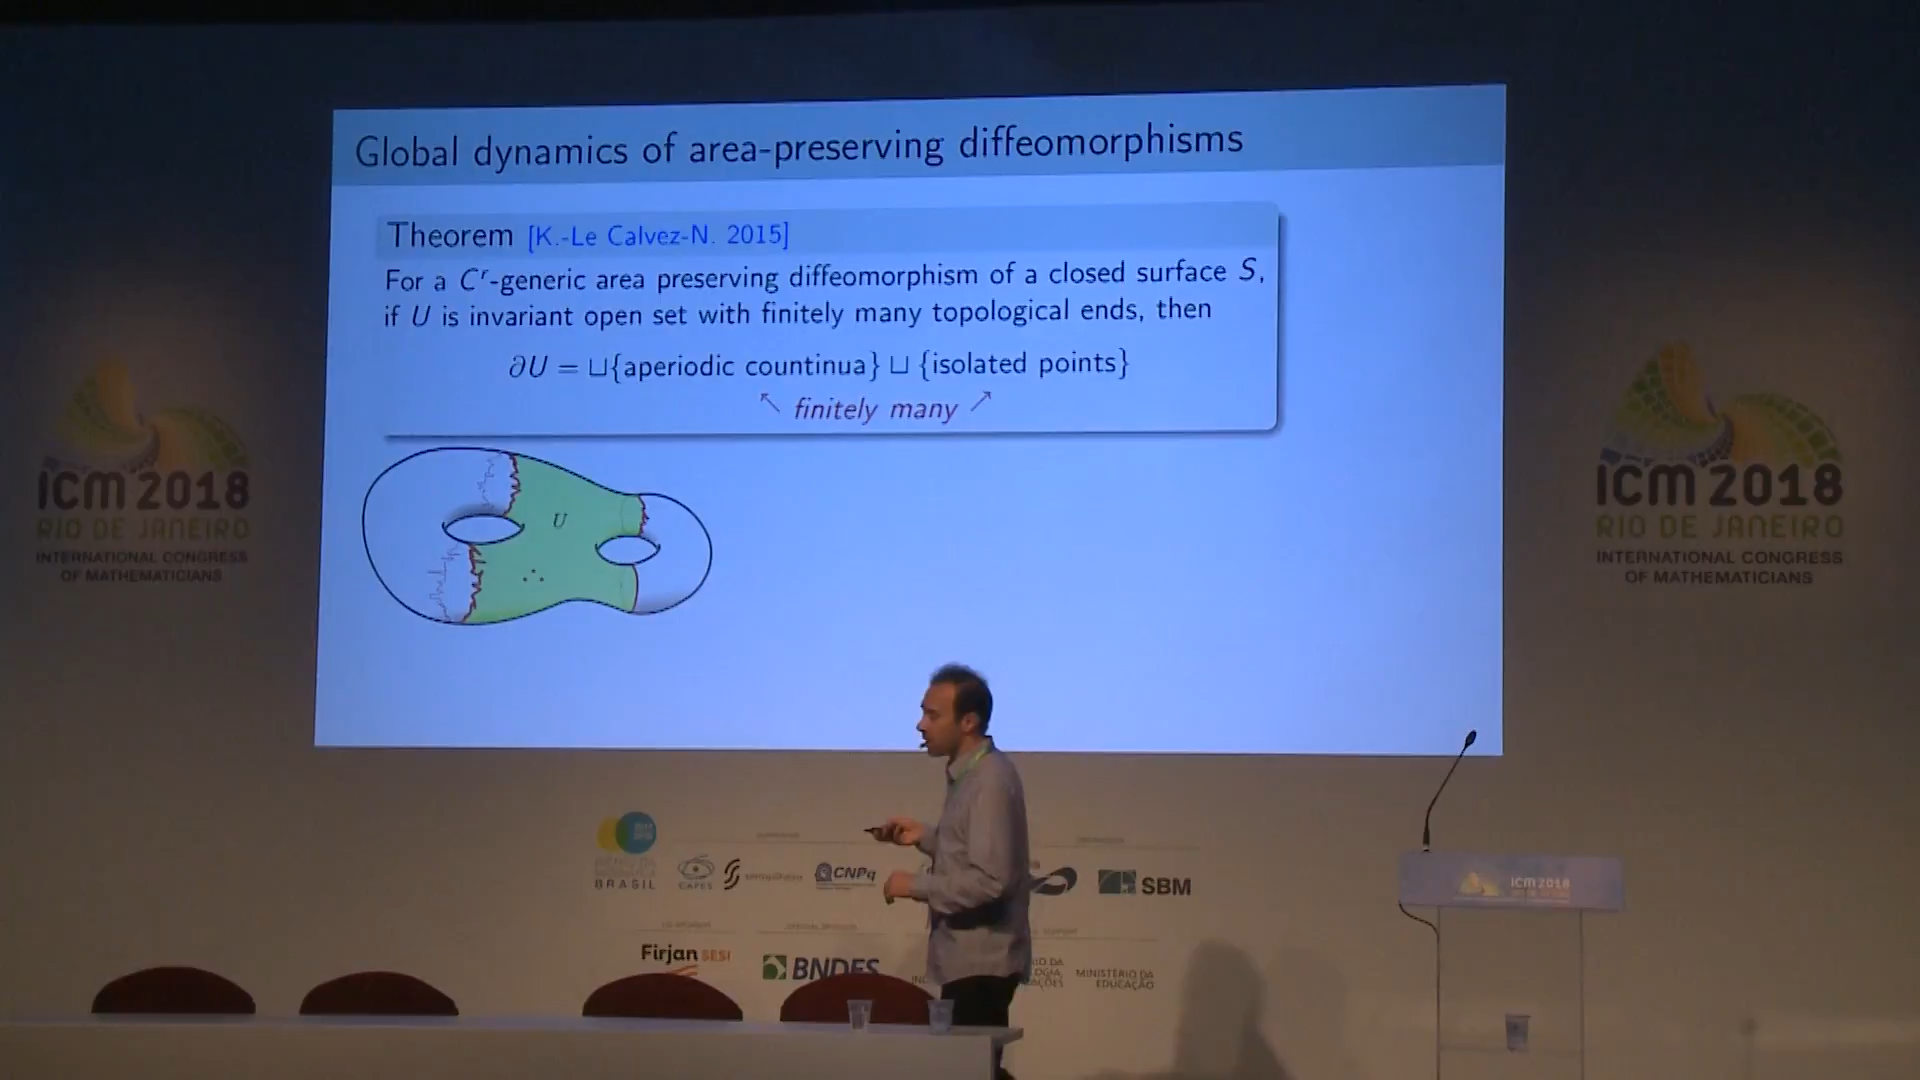 Global dynamics of area-preserving diffeomorphisms
Theorem [K.-Le Calvez-N. 2015]
For a Cʳ-generic area preserving diffeomorphism of a closed surface S,
if U is invariant open set with finitely many topological ends, then
∂U = ⊔{aperiodic countinua} ⊔ {isolated points}
↖ finitely many ↗
U
ICM 2018
RIO DE JANEIRO
INTERNATIONAL CONGRESS
OF MATHEMATICIANS
ICM 2018
RIO DE JANEIRO
INTERNATIONAL CONGRESS
OF MATHEMATICIANS
BRASIL
CAPES
CNPq
SBM
ICM 2018
Firjan SESI
BNDES
MINISTÉRIO DA
EDUCAÇÃO